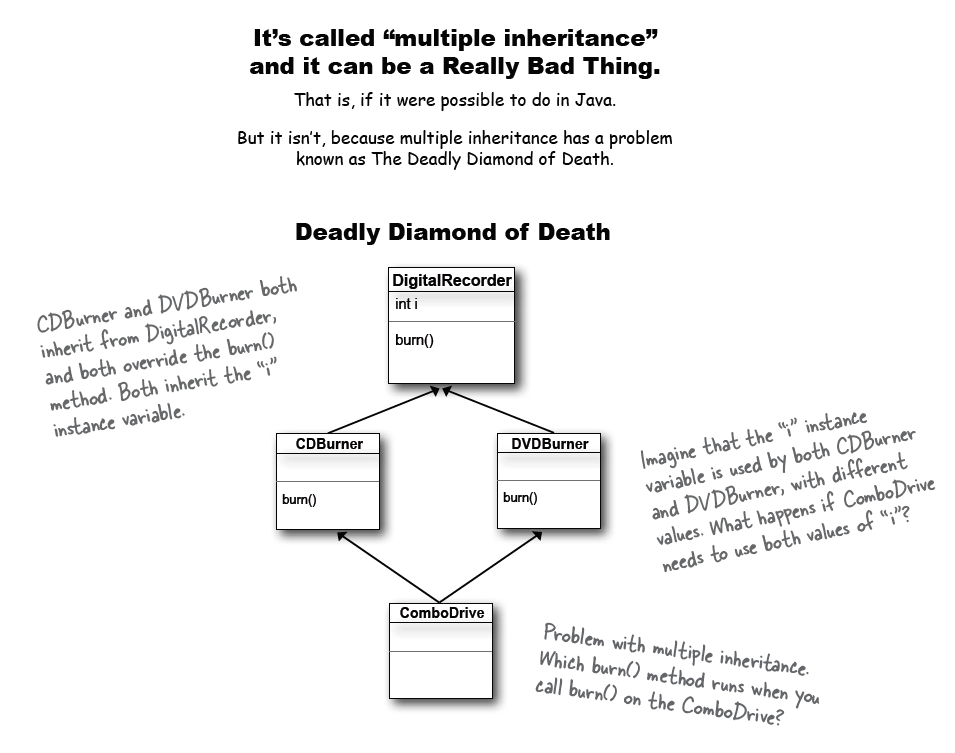 It's called “multiple inheritance”
and it can be a Really Bad Thing.
That is, if it were possible to do in Java.
But it isn't, because multiple inheritance has a problem
known as The Deadly Diamond of Death.
Deadly Diamond of Death
DigitalRecorder
int i
burn()
CDBurner and DVDBurner both
inherit from DigitalRecorder,
and both override the burn()
method. Both inherit the “i”
instance variable.
CDBurner
burn()
DVDBurner
burn()
Imagine that the “i” instance
variable is used by both CDBurner
and DVDBurner, with different
values. What happens if ComboDrive
needs to use both values of “i”?
ComboDrive
Problem with multiple inheritance.
Which burn() method runs when you
call burn() on the ComboDrive?